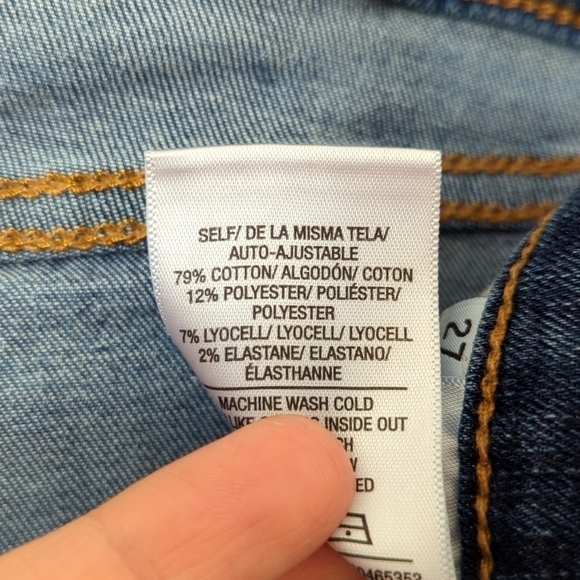 SELF/ DE LA MISMA TELA/
AUTO-AJUSTABLE
79% COTTON/ ALGODÓN/ COTON
12% POLYESTER/ POLIÉSTER/
POLYESTER
7% LYOCELL/ LYOCELL/ LYOCELL
2% ELASTANE/ ELASTANO/
ÉLASTHANNE
MACHINE WASH COLD
LIKE INSIDE OUT
27